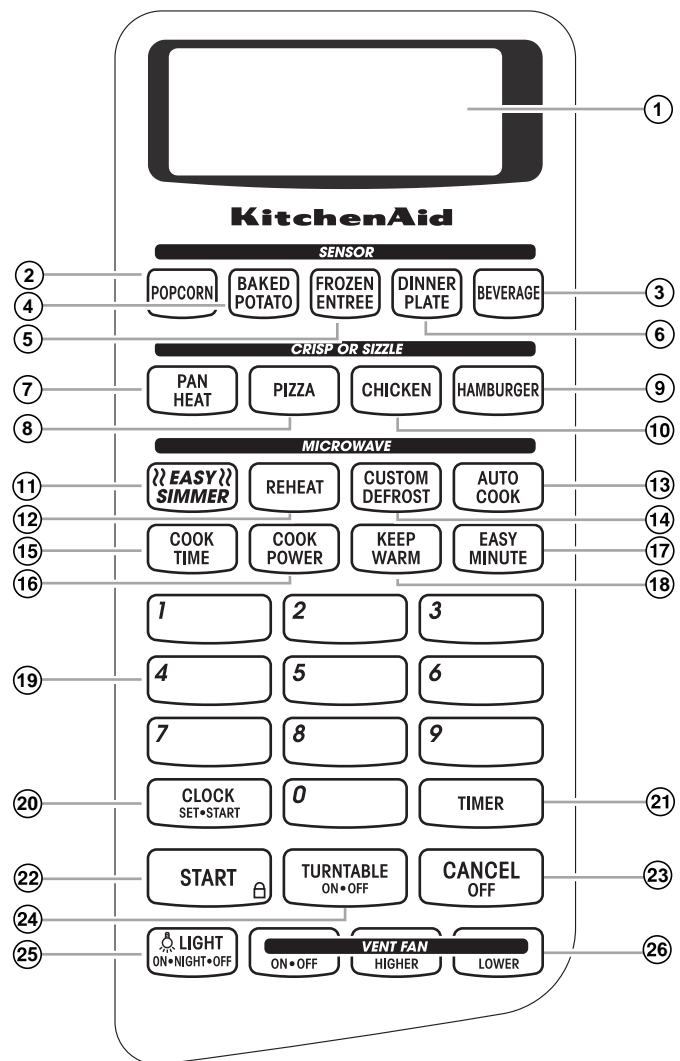 1
KitchenAid
SENSOR
2
4
5
POPCORN
BAKED
POTATO
FROZEN
ENTREE
DINNER
PLATE
BEVERAGE
3
6
CRISP OR SIZZLE
7
8
PAN
HEAT
PIZZA
CHICKEN
HAMBURGER
9
10
MICROWAVE
11
12
EASY
SIMMER
REHEAT
CUSTOM
DEFROST
AUTO
COOK
13
14
15
16
COOK
TIME
COOK
POWER
KEEP
WARM
EASY
MINUTE
17
18
1
2
3
19
4
5
6
7
8
9
20
CLOCK
SET•START
0
TIMER
21
22
START
TURNTABLE
ON•OFF
CANCEL
OFF
23
24
25
LIGHT
ON•NIGHT•OFF
VENT FAN
ON•OFF
HIGHER
LOWER
26